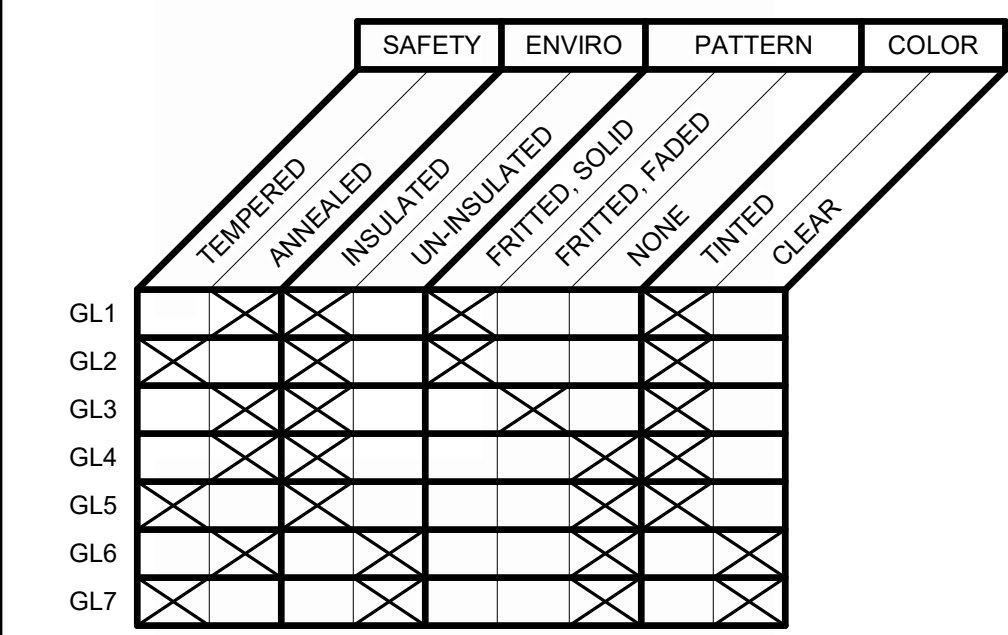 SAFETY ENVIRO PATTERN COLOR
TEMPERED
ANNEALED
INSULATED
UN-INSULATED
FRITTED, SOLID
FRITTED, FADED
NONE
TINTED
CLEAR
GL1
GL2
GL3
GL4
GL5
GL6
GL7